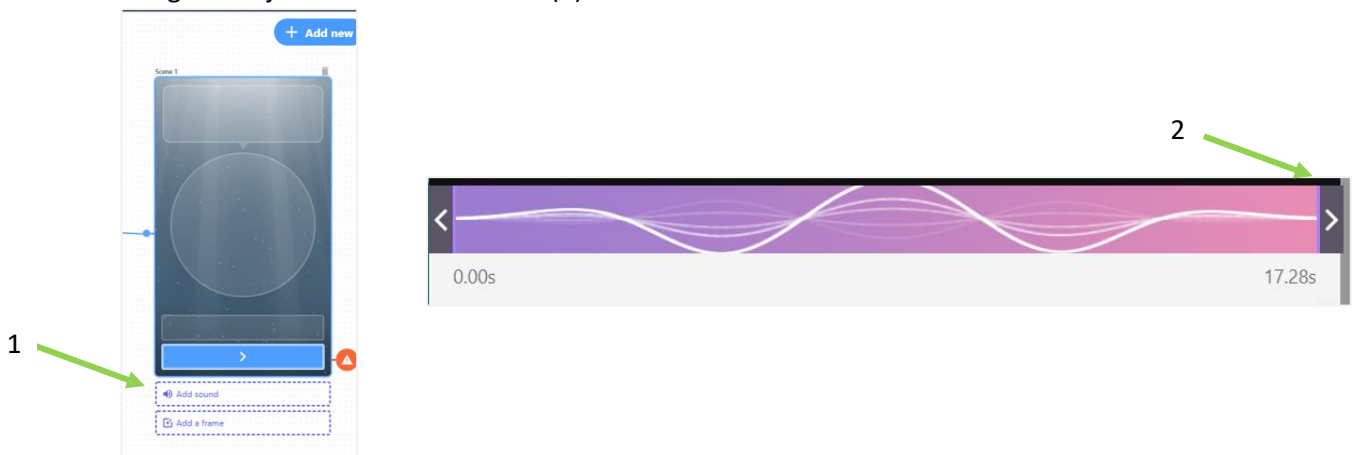 + Add new
Scene 1
2
0.00s 17.28s
1
Add sound
Add a frame